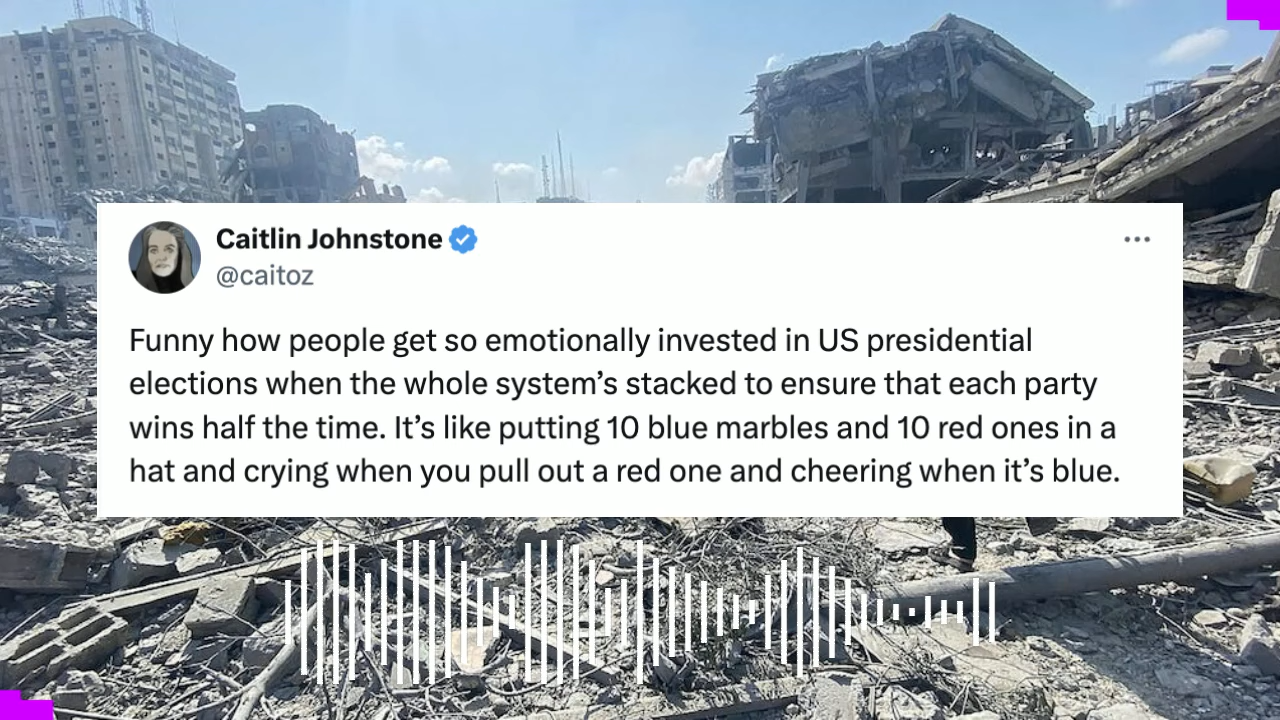 Caitlin Johnstone
@caitoz
Funny how people get so emotionally invested in US presidential
elections when the whole system’s stacked to ensure that each party
wins half the time. It’s like putting 10 blue marbles and 10 red ones in a
hat and crying when you pull out a red one and cheering when it’s blue.